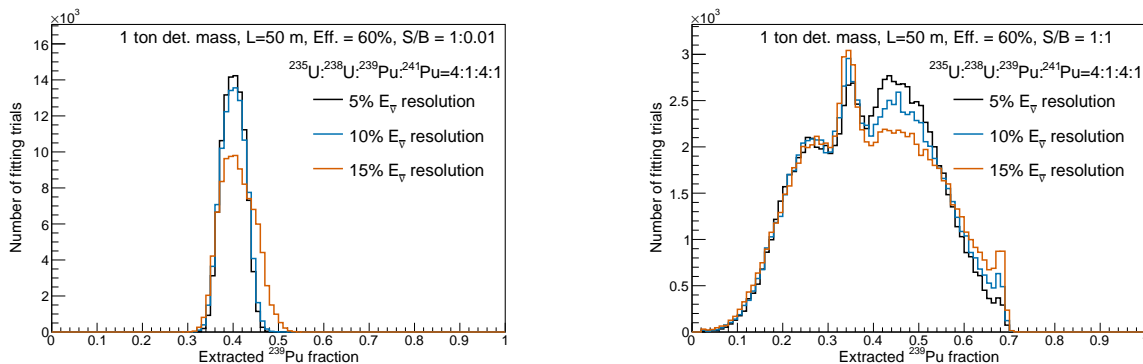 ×10³
1 ton det. mass, L=50 m, Eff. = 60%, S/B = 1:0.01
²³⁵U:²³⁸U:²³⁹Pu:²⁴¹Pu=4:1:4:1
5% E_ν̅ resolution
10% E_ν̅ resolution
15% E_ν̅ resolution
Number of fitting trials
16
14
12
10
8
6
4
2
0
0 0.1 0.2 0.3 0.4 0.5 0.6 0.7 0.8 0.9 1
Extracted ²³⁹Pu fraction
×10³
1 ton det. mass, L=50 m, Eff. = 60%, S/B = 1:1
²³⁵U:²³⁸U:²³⁹Pu:²⁴¹Pu=4:1:4:1
5% E_ν̅ resolution
10% E_ν̅ resolution
15% E_ν̅ resolution
Number of fitting trials
3
2.5
2
1.5
1
0.5
0
0 0.1 0.2 0.3 0.4 0.5 0.6 0.7 0.8 0.9 1
Extracted ²³⁹Pu fraction